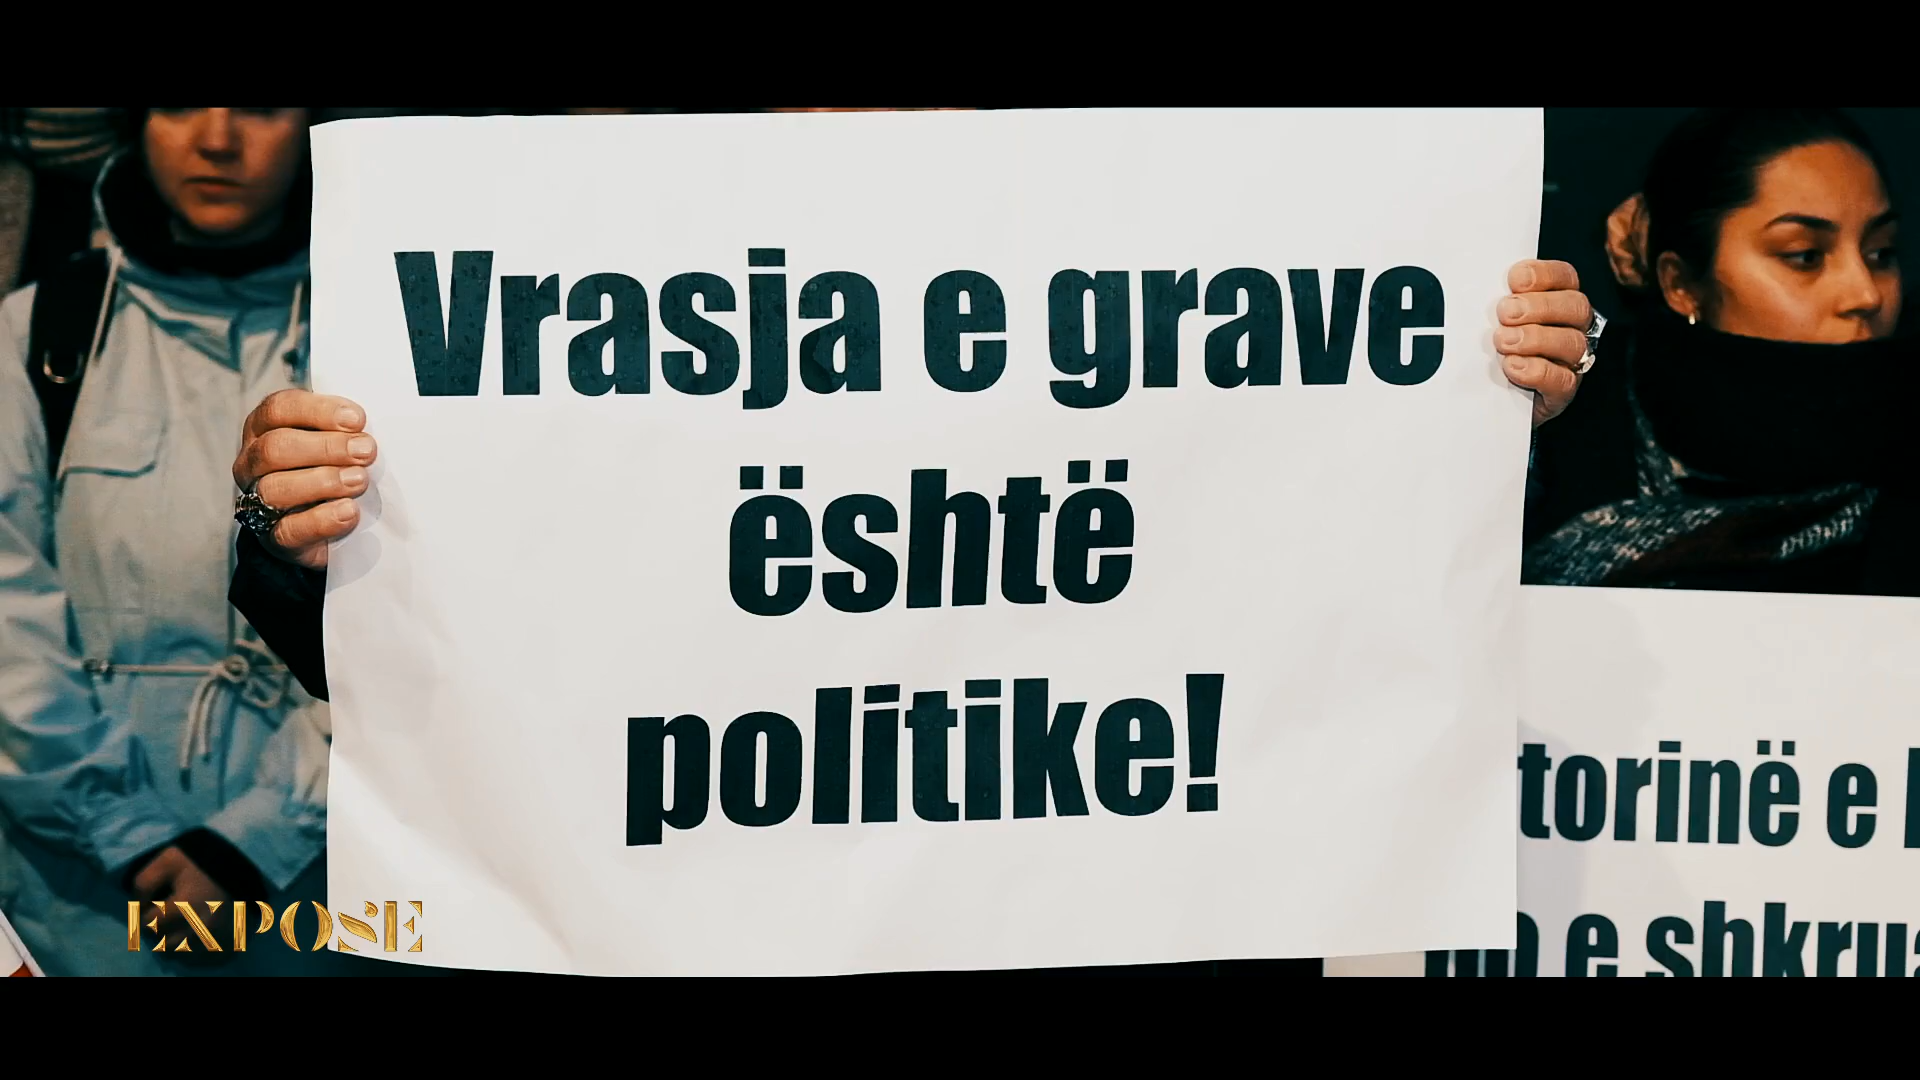 Vrasja e grave
është
politike!
torinë e
e shkrua
EXPOSE